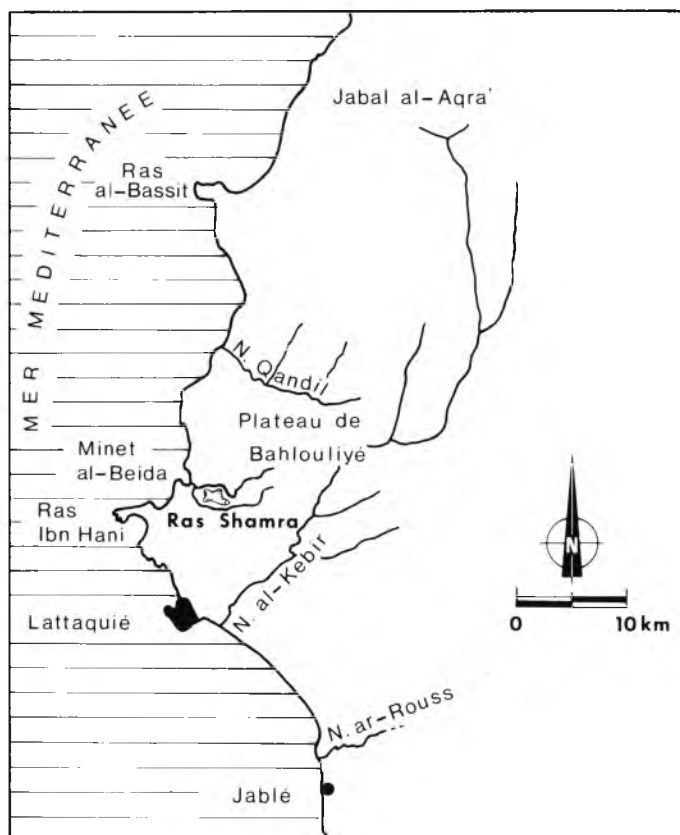 Jabal al-Aqra'
MER MEDITERRANEE
Ras
al-Bassit
N. Qandil
Plateau de
Bahlouliyé
Minet
al-Beida
Ras
Ibn Hani
Ras Shamra
N
N. al-Kébir
0 10 km
Lattaquié
N. ar-Rouss
Jablé